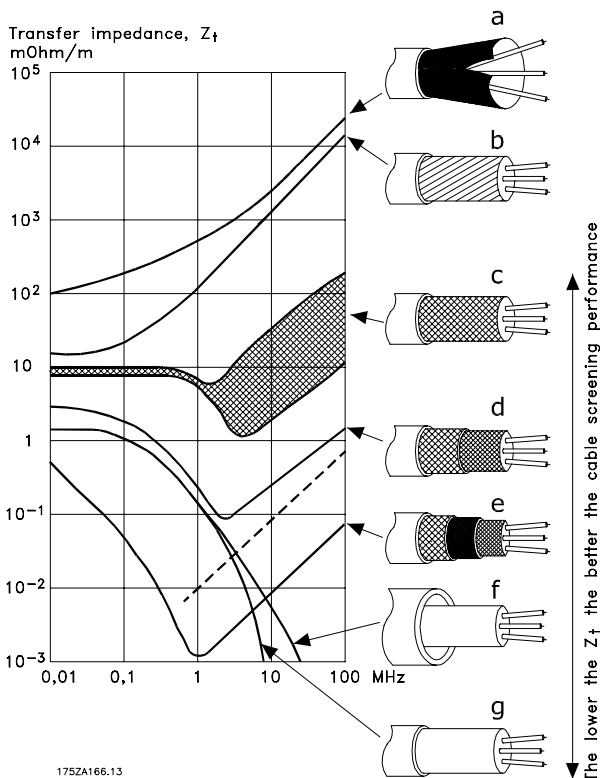 Transfer impedance, Zt
mOhm/m
10⁵
10⁴
10³
10²
10
1
10⁻¹
10⁻²
10⁻³
0,01 0,1 1 10 100 MHz
a
b
c
d
e
f
g
The lower the Zt the better the cable screening performance
175ZA166.13